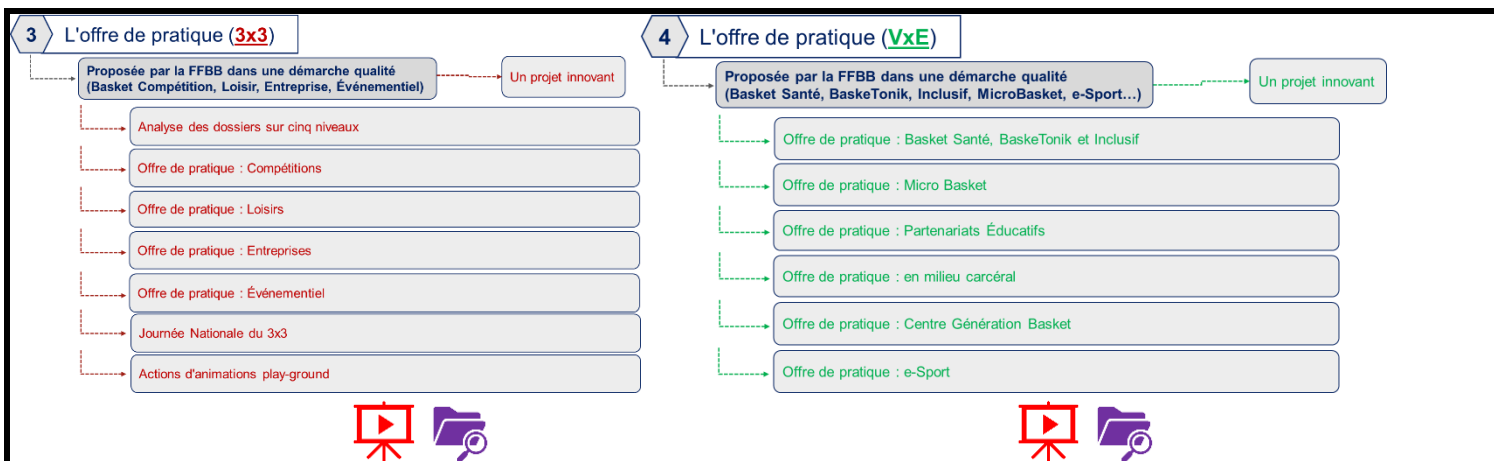 3
L'offre de pratique (3x3)
Proposée par la FFBB dans une démarche qualité
(Basket Compétition, Loisir, Entreprise, Événementiel)
Un projet innovant
Analyse des dossiers sur cinq niveaux
Offre de pratique : Compétitions
Offre de pratique : Loisirs
Offre de pratique : Entreprises
Offre de pratique : Événementiel
Journée Nationale du 3x3
Actions d'animations play-ground
4
L'offre de pratique (VxE)
Proposée par la FFBB dans une démarche qualité
(Basket Santé, BaskeTonik, Inclusif, MicroBasket, e-Sport…)
Un projet innovant
Offre de pratique : Basket Santé, BaskeTonik et Inclusif
Offre de pratique : Micro Basket
Offre de pratique : Partenariats Éducatifs
Offre de pratique : en milieu carcéral
Offre de pratique : Centre Génération Basket
Offre de pratique : e-Sport